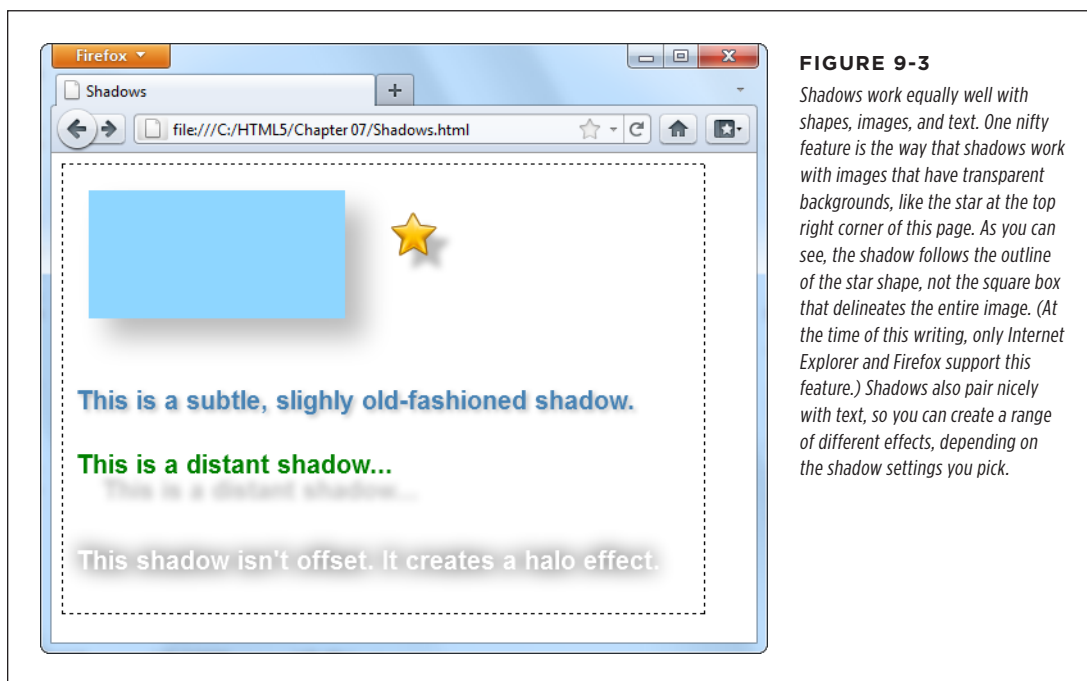 Firefox
Shadows
file:///C:/HTML5/Chapter 07/Shadows.html
This is a subtle, slighly old-fashioned shadow.
This is a distant shadow...
This is a distant shadow...
This shadow isn't offset. It creates a halo effect.
FIGURE 9-3
Shadows work equally well with
shapes, images, and text. One nifty
feature is the way that shadows work
with images that have transparent
backgrounds, like the star at the top
right corner of this page. As you can
see, the shadow follows the outline
of the star shape, not the square box
that delineates the entire image. (At
the time of this writing, only Internet
Explorer and Firefox support this
feature.) Shadows also pair nicely
with text, so you can create a range
of different effects, depending on
the shadow settings you pick.